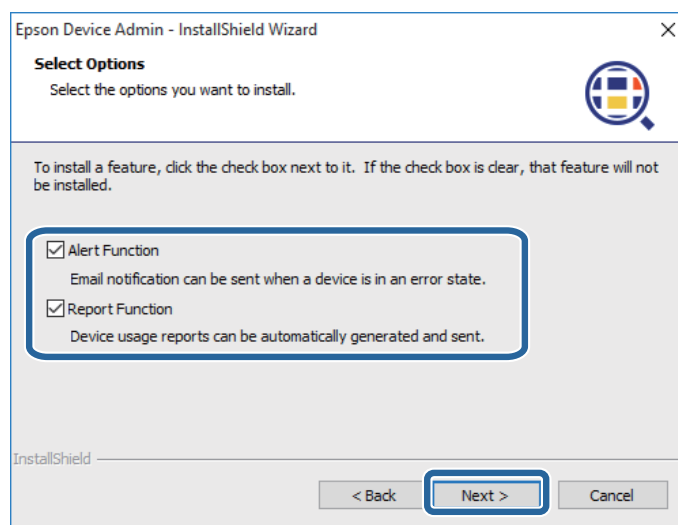 Epson Device Admin - InstallShield Wizard
Select Options
Select the options you want to install.
To install a feature, click the check box next to it.  If the check box is clear, that feature will not
be installed.
Alert Function
Email notification can be sent when a device is in an error state.
Report Function
Device usage reports can be automatically generated and sent.
InstallShield
< Back
Next >
Cancel